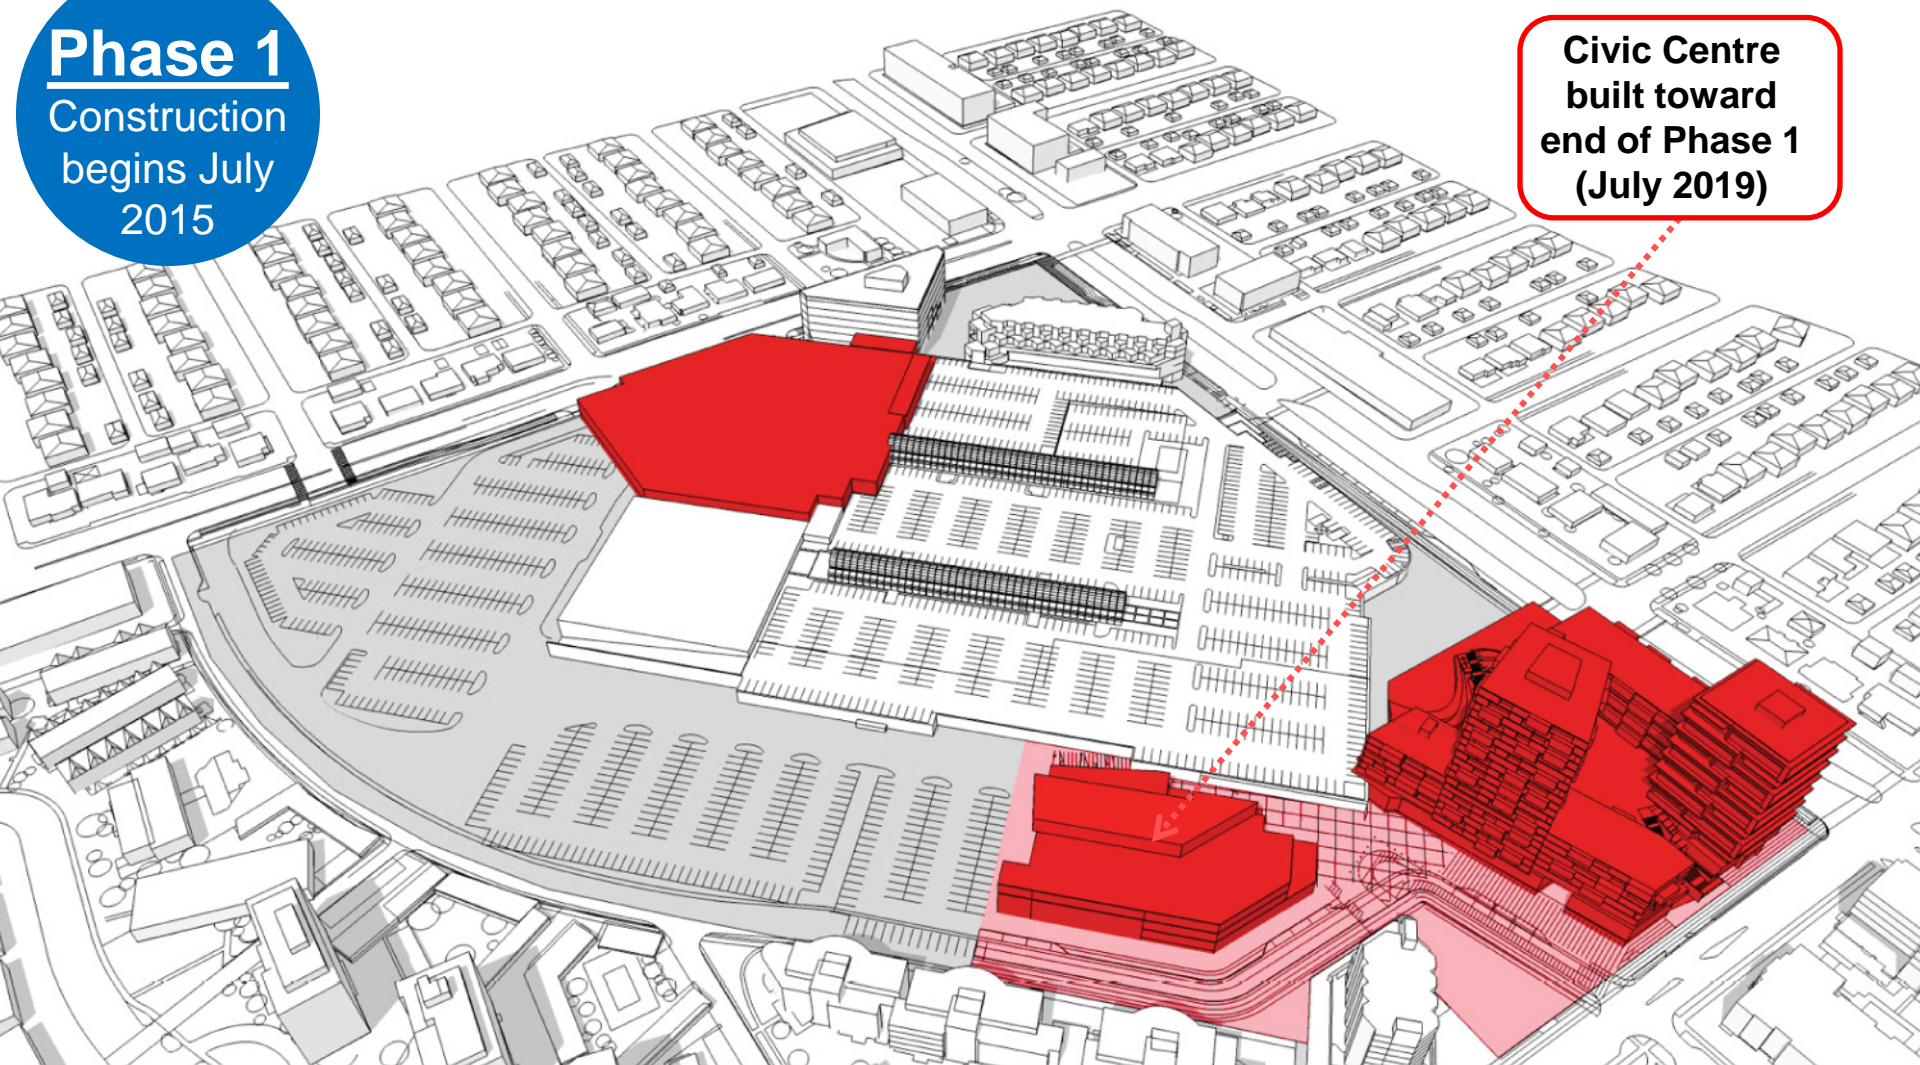 Phase 1
Construction
begins July
2015
Civic Centre
built toward
end of Phase 1
(July 2019)